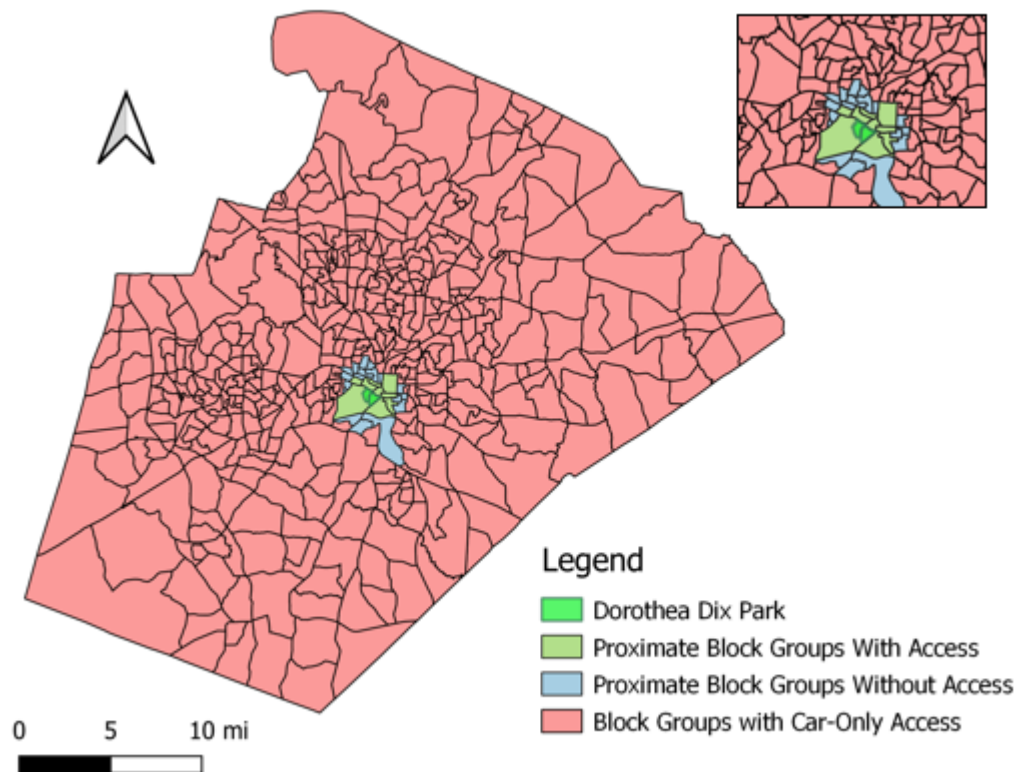 Legend
Dorothea Dix Park
Proximate Block Groups With Access
Proximate Block Groups Without Access
Block Groups with Car-Only Access
0 5 10 mi